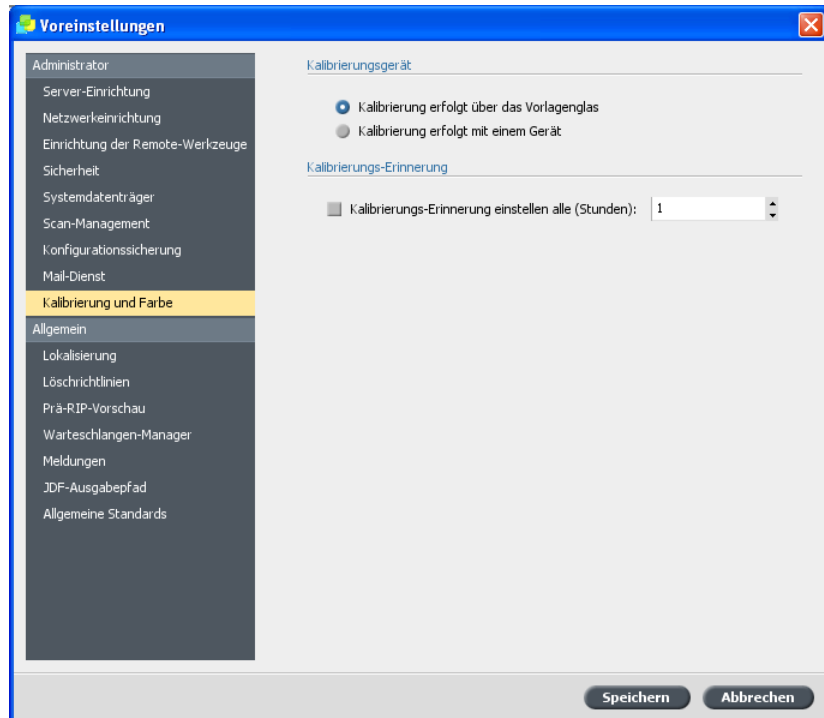 Voreinstellungen
Administrator
Server-Einrichtung
Netzwerkeinrichtung
Einrichtung der Remote-Werkzeuge
Sicherheit
Systemdatenträger
Scan-Management
Konfigurationssicherung
Mail-Dienst
Kalibrierung und Farbe
Allgemein
Lokalisierung
Löschrichtlinien
Prä-RIP-Vorschau
Warteschlangen-Manager
Meldungen
JDF-Ausgabepfad
Allgemeine Standards
Kalibrierungsgerät
Kalibrierung erfolgt über das Vorlagenglas
Kalibrierung erfolgt mit einem Gerät
Kalibrierungs-Erinnerung
Kalibrierungs-Erinnerung einstellen alle (Stunden): 1
Speichern Abbrechen